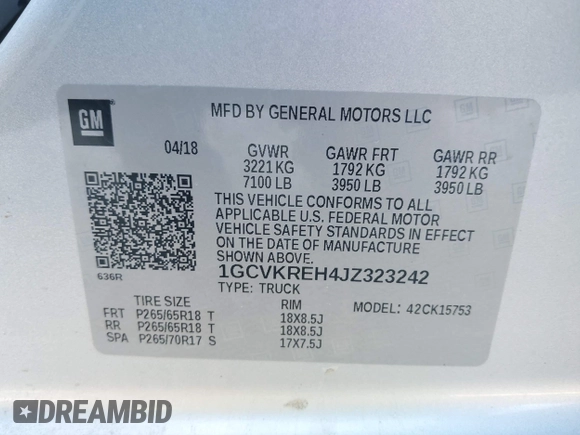 GM
MFD BY GENERAL MOTORS LLC
04/18
GVWR
3221 KG
7100 LB
GAWR FRT
1792 KG
3950 LB
GAWR RR
1792 KG
3950 LB
THIS VEHICLE CONFORMS TO ALL
APPLICABLE U.S. FEDERAL MOTOR
VEHICLE SAFETY STANDARDS IN EFFECT
ON THE DATE OF MANUFACTURE
SHOWN ABOVE.
636R
1GCVKREH4JZ323242
TYPE: TRUCK
TIRE SIZE RIM MODEL: 42CK15753
FRT P265/65R18 T 18X8.5J
RR P265/65R18 T 18X8.5J
SPA P265/70R17 S 17X7.5J
DREAMBID